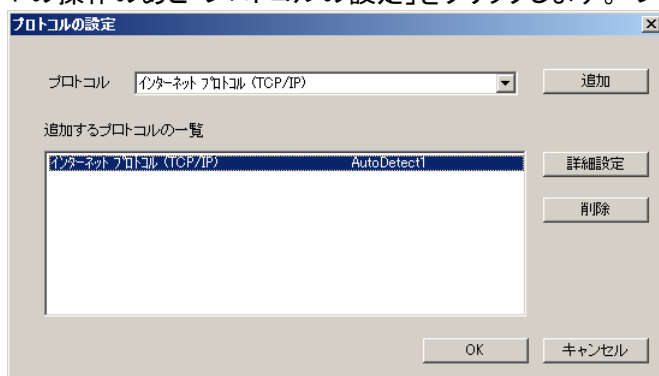 の操作のあと「プロトコルの設定」をクリックします。
プロトコルの設定
プロトコル インターネット プロトコル (TCP/IP) 追加
追加するプロトコルの一覧
インターネット プロトコル (TCP/IP) AutoDetect1 詳細設定
削除
OK キャンセル